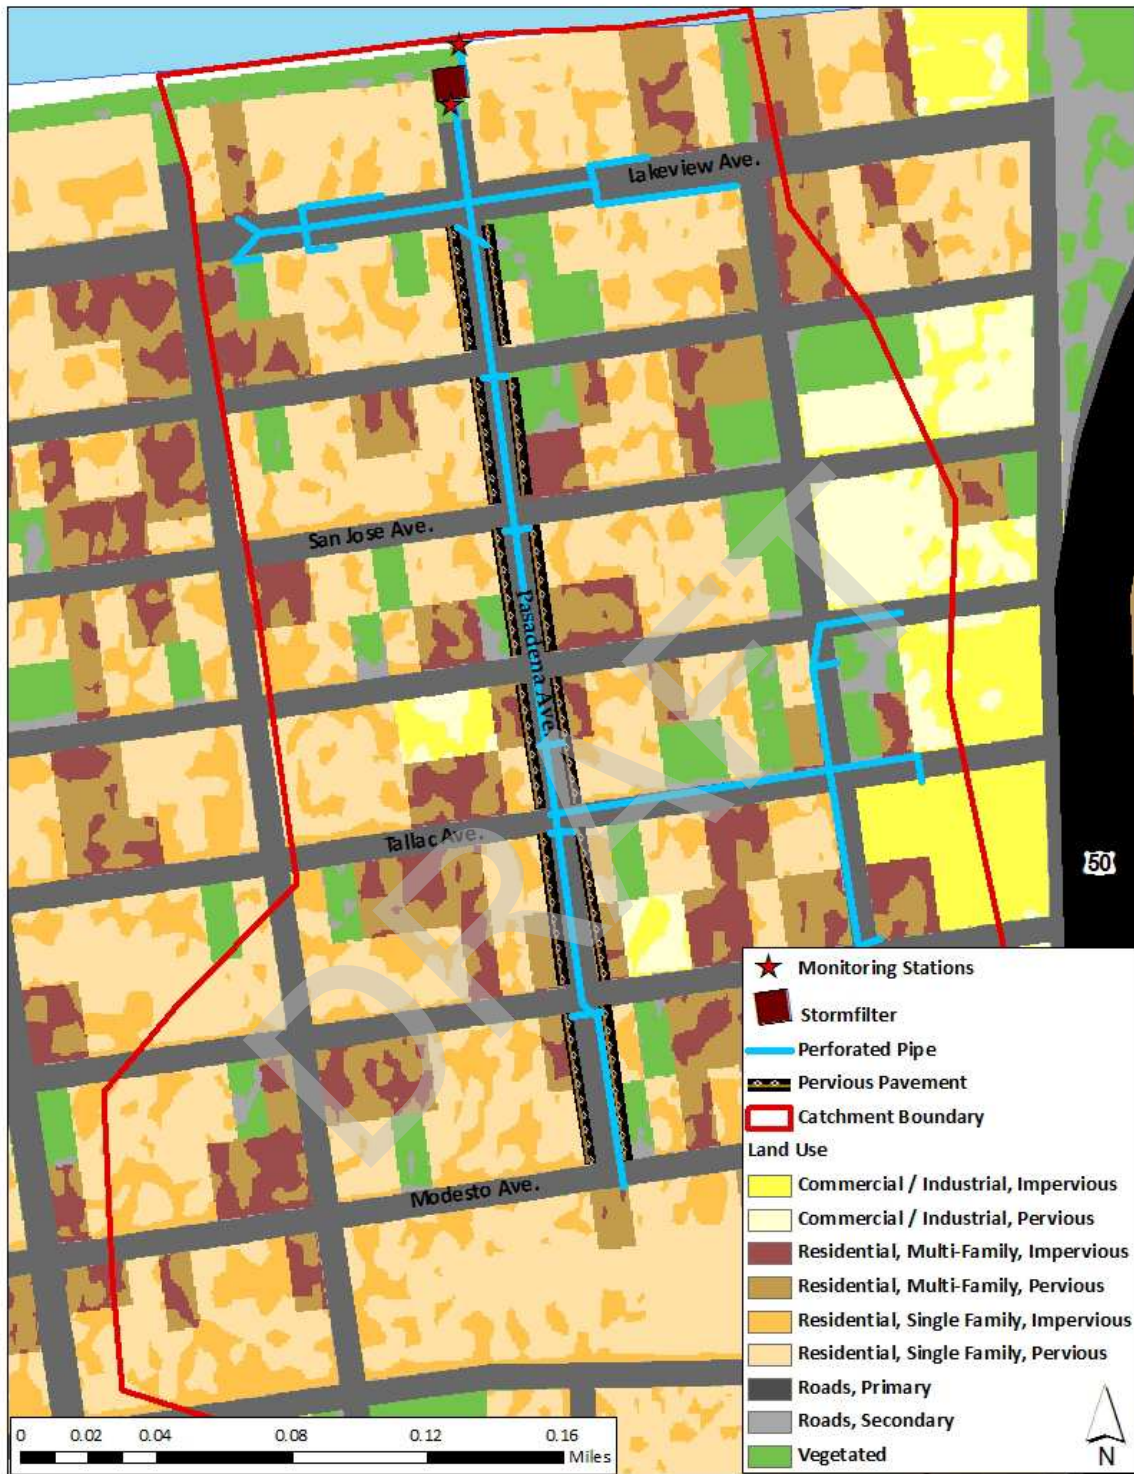 Lakeview Ave.
San Jose Ave.
Pasadena Ave.
Tallac Ave.
Modesto Ave.
50
DRAFT
Monitoring Stations
Stormfilter
Perforated Pipe
Pervious Pavement
Catchment Boundary
Land Use
Commercial / Industrial, Impervious
Commercial / Industrial, Pervious
Residential, Multi-Family, Impervious
Residential, Multi-Family, Pervious
Residential, Single Family, Impervious
Residential, Single Family, Pervious
Roads, Primary
Roads, Secondary
Vegetated
N
0 0.02 0.04 0.08 0.12 0.16
Miles